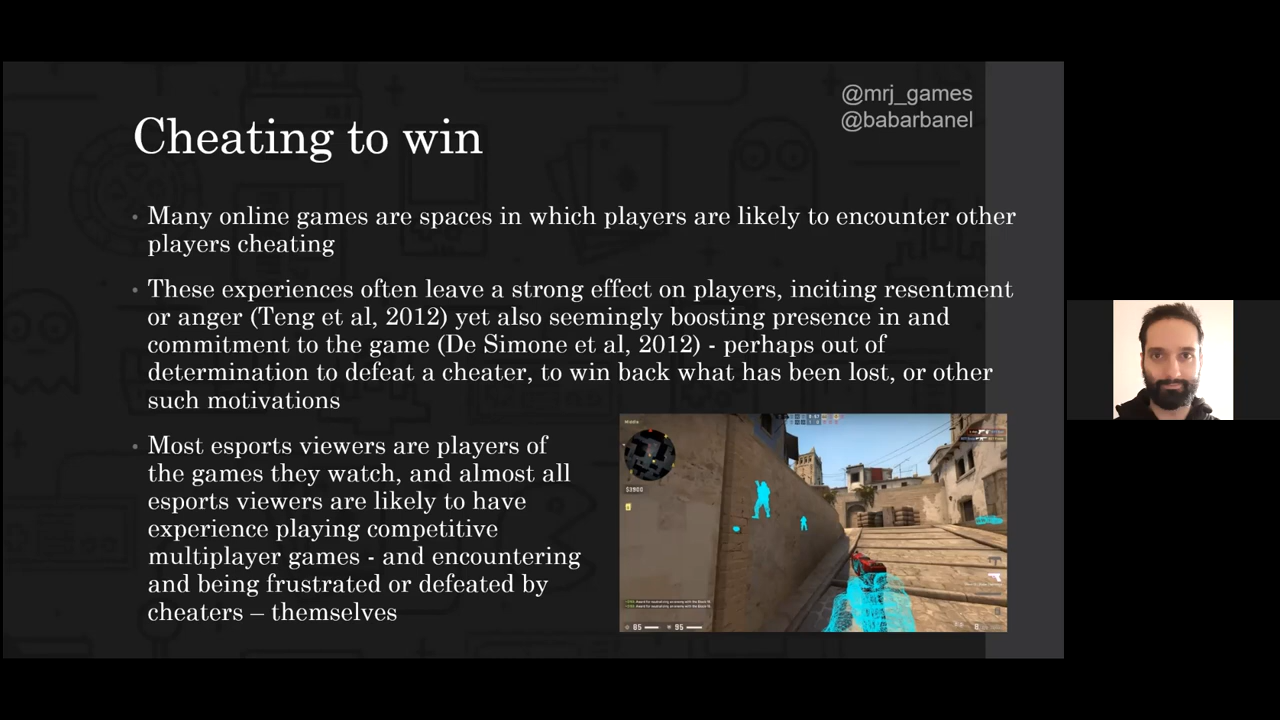 @mrj_games
@babarbanel
Cheating to win
• Many online games are spaces in which players are likely to encounter other
players cheating
• These experiences often leave a strong effect on players, inciting resentment
or anger (Teng et al, 2012) yet also seemingly boosting presence in and
commitment to the game (De Simone et al, 2012) - perhaps out of
determination to defeat a cheater, to win back what has been lost, or other
such motivations
• Most esports viewers are players of
the games they watch, and almost all
esports viewers are likely to have
experience playing competitive
multiplayer games - and encountering
and being frustrated or defeated by
cheaters – themselves
Middle
$3900
85
95
8